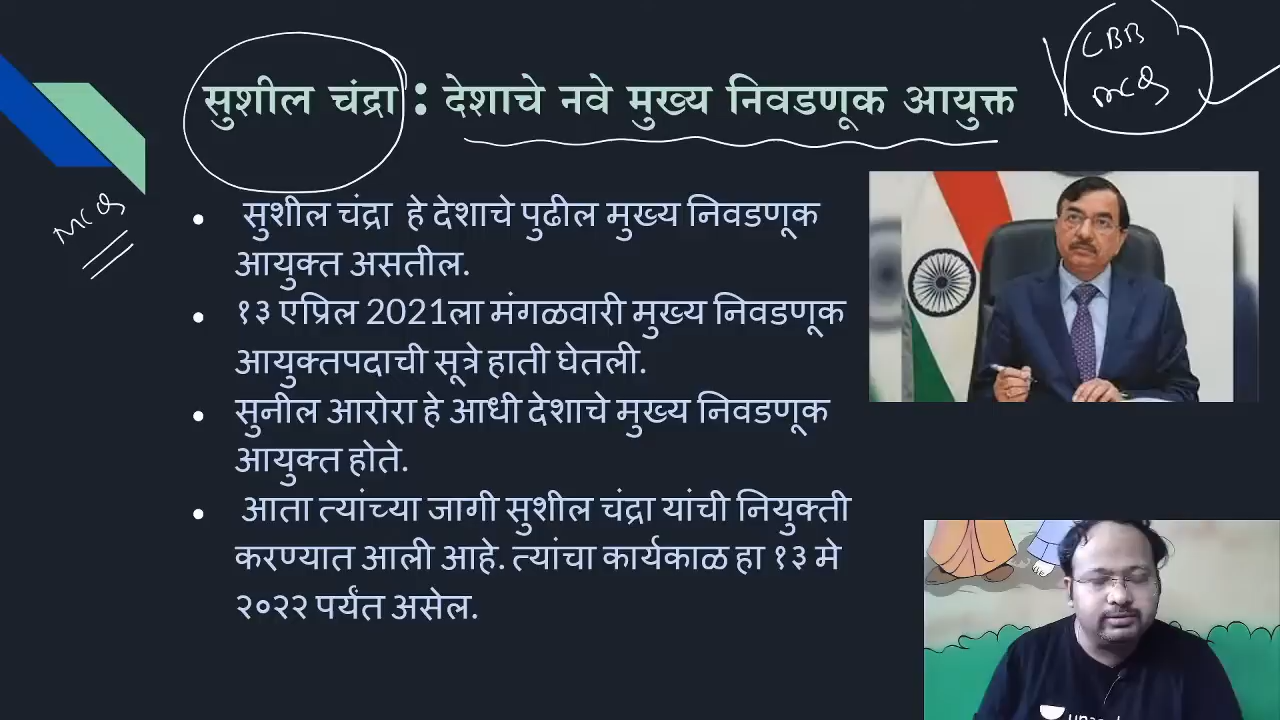 सुशील चंद्रा : देशाचे नवे मुख्य निवडणूक आयुक्त
CBB
MCQ
MCQ
सुशील चंद्रा हे देशाचे पुढील मुख्य निवडणूक
आयुक्त असतील.
१३ एप्रिल 2021ला मंगळवारी मुख्य निवडणूक
आयुक्तपदाची सूत्रे हाती घेतली.
सुनील आरोरा हे आधी देशाचे मुख्य निवडणूक
आयुक्त होते.
आता त्यांच्या जागी सुशील चंद्रा यांची नियुक्ती
करण्यात आली आहे. त्यांचा कार्यकाळ हा १३ मे
२०२२ पर्यंत असेल.